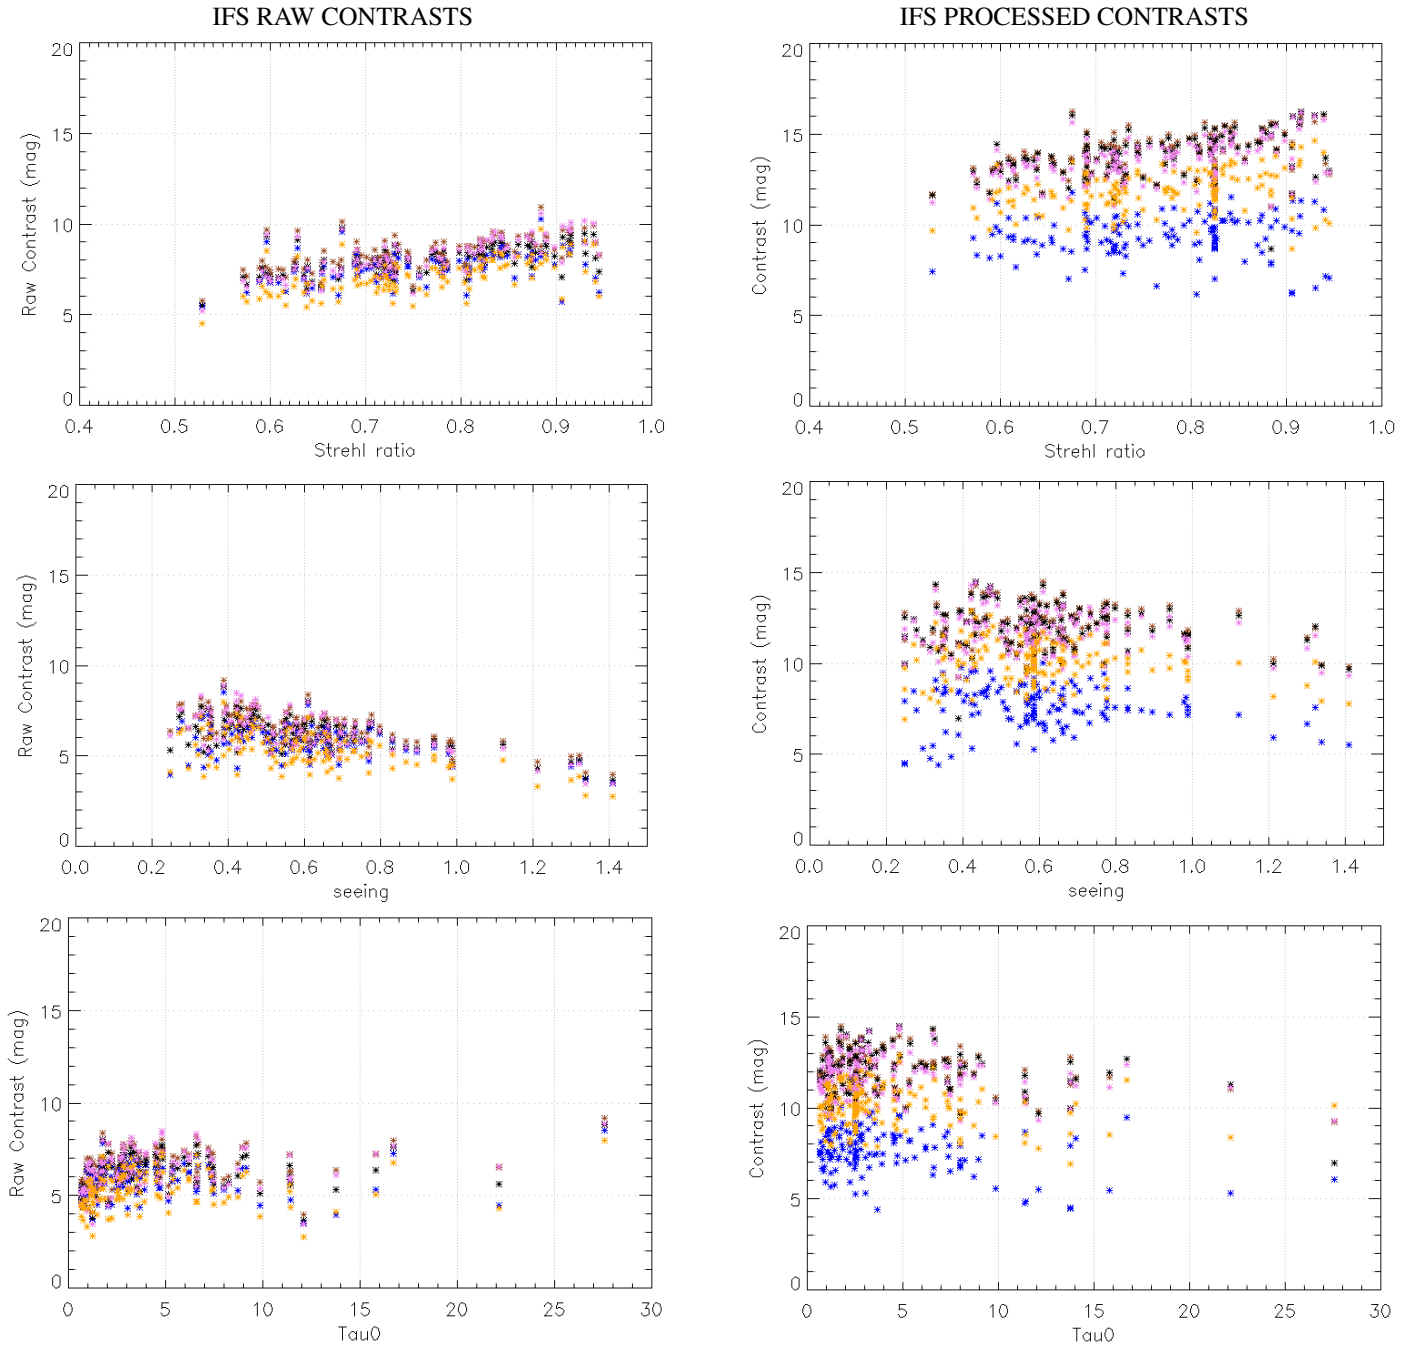 IFS RAW CONTRASTS
IFS PROCESSED CONTRASTS
20
15
10
5
0
Raw Contrast (mag)
0.4 0.5 0.6 0.7 0.8 0.9 1.0
Strehl ratio
20
15
10
5
0
Contrast (mag)
0.4 0.5 0.6 0.7 0.8 0.9 1.0
Strehl ratio
20
15
10
5
0
Raw Contrast (mag)
0.0 0.2 0.4 0.6 0.8 1.0 1.2 1.4
seeing
20
15
10
5
0
Contrast (mag)
0.0 0.2 0.4 0.6 0.8 1.0 1.2 1.4
seeing
20
15
10
5
0
Raw Contrast (mag)
0 5 10 15 20 25 30
Tau0
20
15
10
5
0
Contrast (mag)
0 5 10 15 20 25 30
Tau0